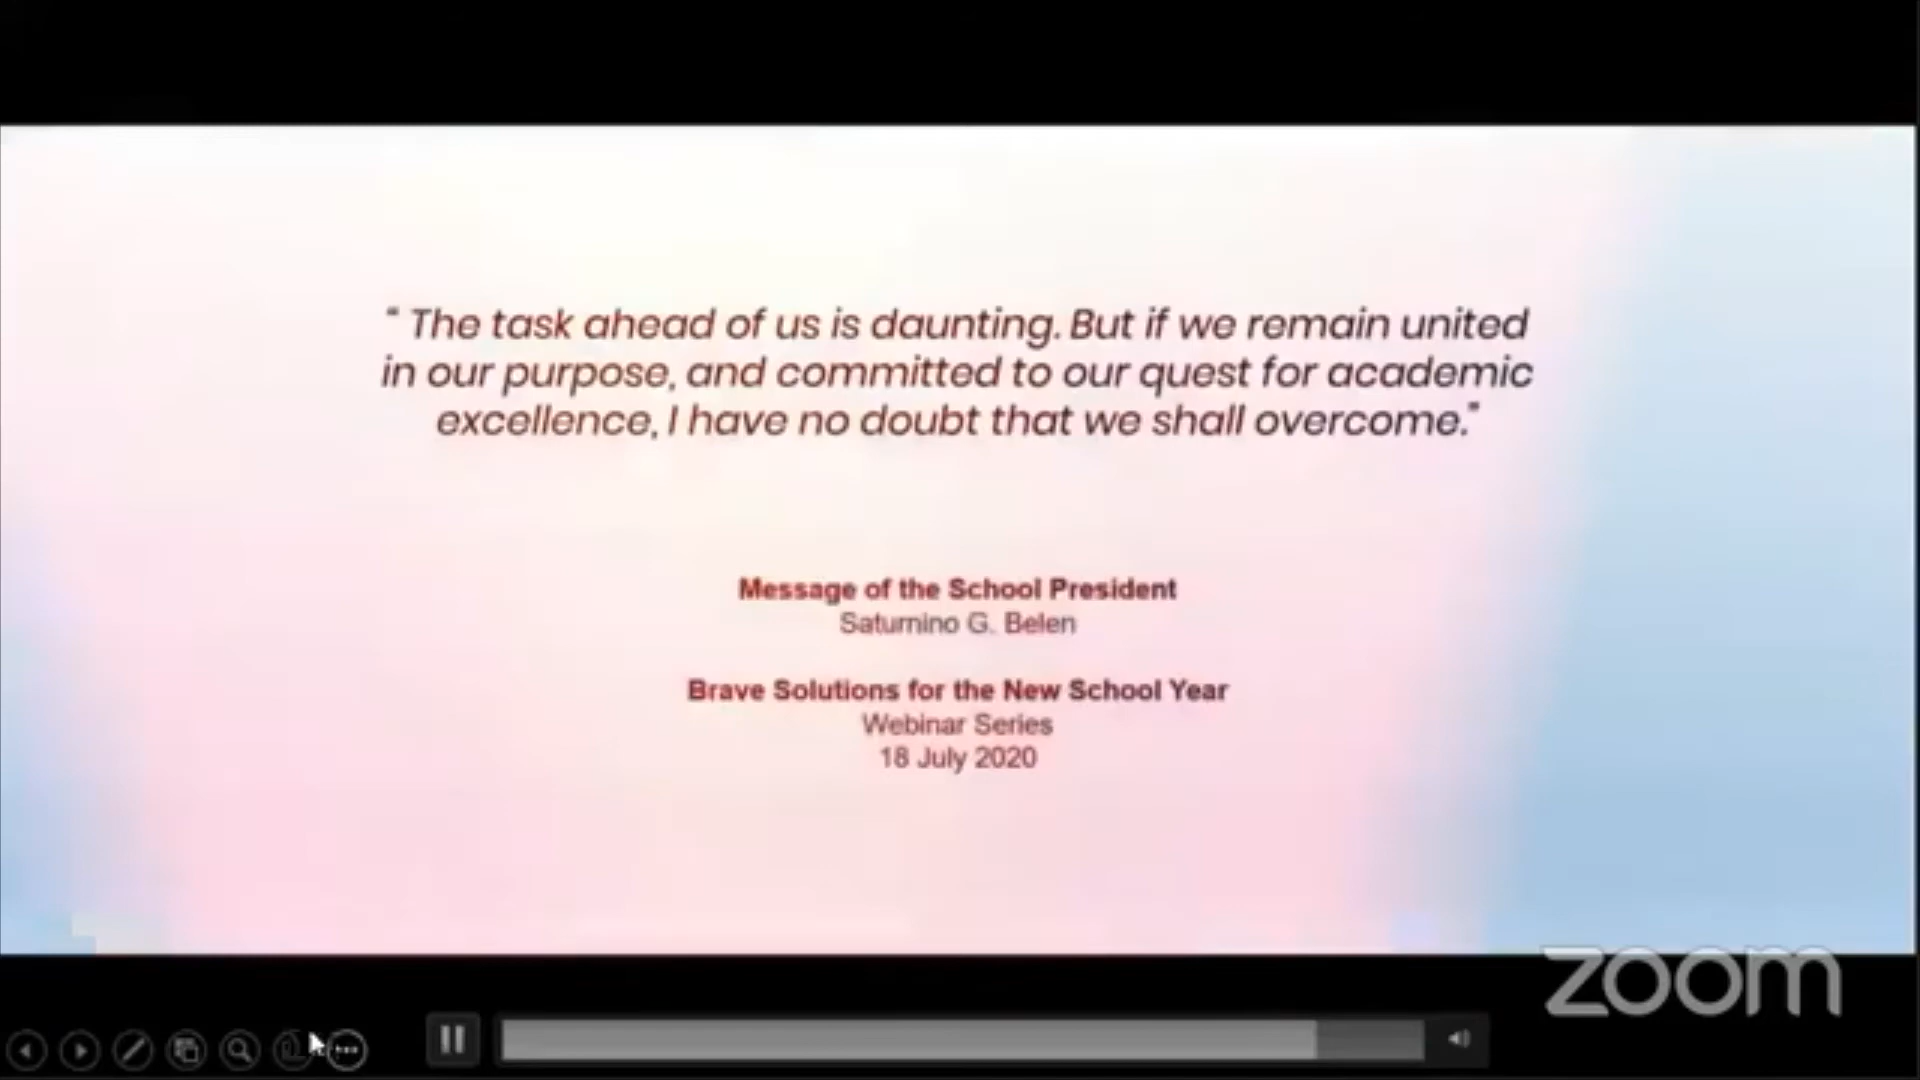 “ The task ahead of us is daunting. But if we remain united
in our purpose, and committed to our quest for academic
excellence, I have no doubt that we shall overcome.”
Message of the School President
Saturnino G. Belen
Brave Solutions for the New School Year
Webinar Series
18 July 2020
zoom